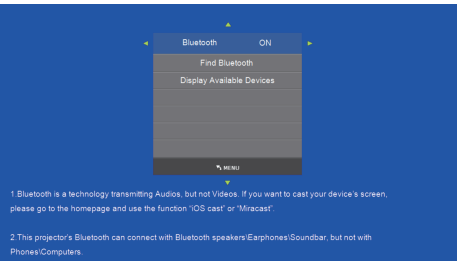 Bluetooth ON
Find Bluetooth
Display Available Devices
MENU
1.Bluetooth is a technology transmitting Audios, but not Videos. If you want to cast your device's screen,
please go to the homepage and use the function “iOS cast” or “Miracast”.
2.This projector's Bluetooth can connect with Bluetooth speakers\Earphones\Soundbar, but not with
Phones\Computers.